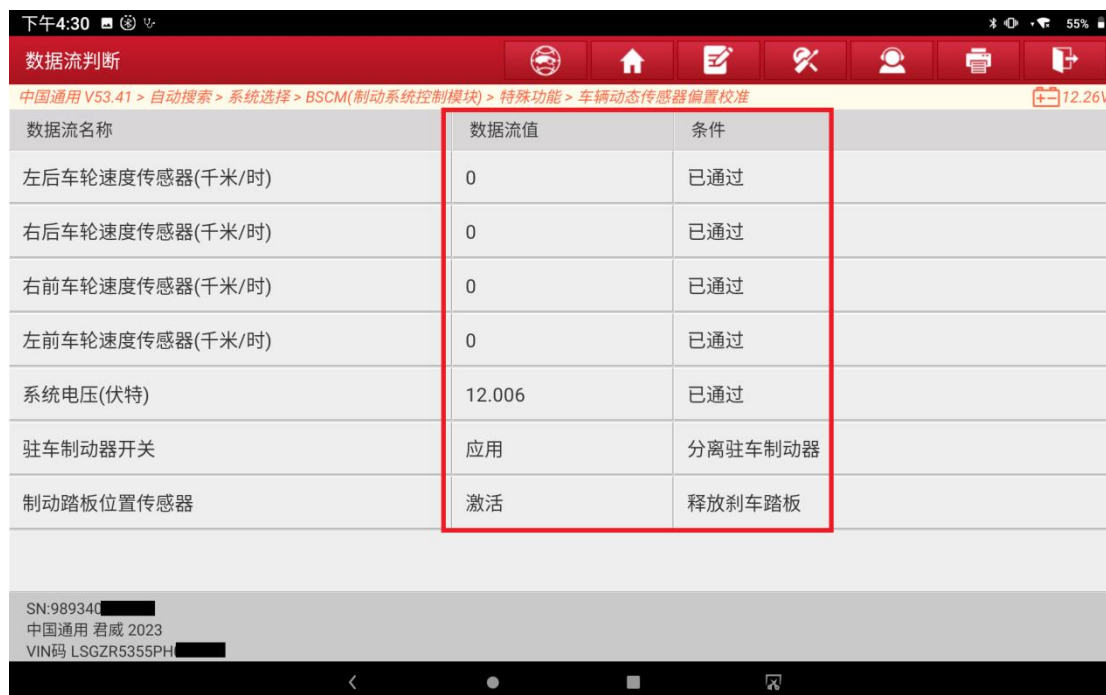 下午4:30
55%
数据流判断
中国通用 V53.41 > 自动搜索 > 系统选择 > BSCM(制动系统控制模块) > 特殊功能 > 车辆动态传感器偏置校准
12.26V
数据流名称 数据流值 条件
左后车轮速度传感器(千米/时) 0 已通过
右后车轮速度传感器(千米/时) 0 已通过
右前车轮速度传感器(千米/时) 0 已通过
左前车轮速度传感器(千米/时) 0 已通过
系统电压(伏特) 12.006 已通过
驻车制动器开关 应用 分离驻车制动器
制动踏板位置传感器 激活 释放刹车踏板
SN:989340
中国通用 君威 2023
VIN码 LSGZR5355PH